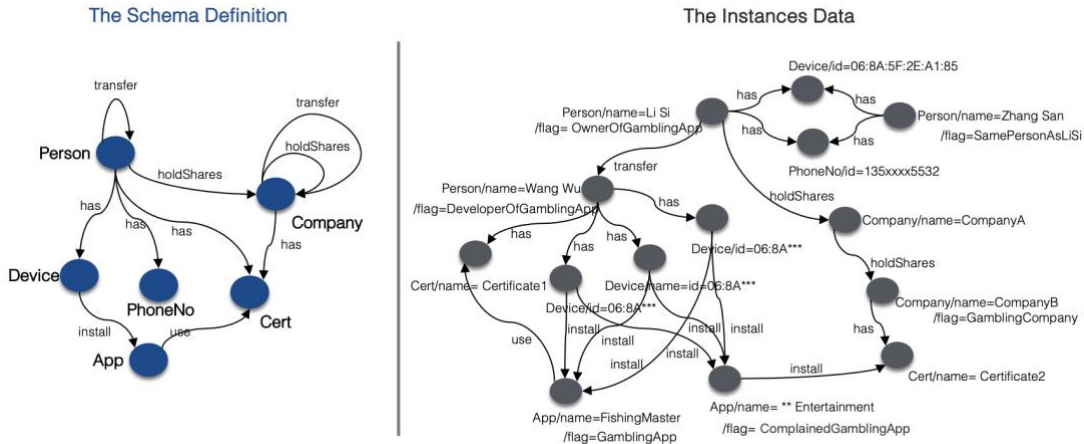 The Schema Definition
The Instances Data
transfer
transfer
Person
holdShares
holdShares
Company
has
has
has
has
Device
PhoneNo
Cert
install
use
App
Device/id=06:8A:5F:2E:A1:85
has
has
Person/name=Li Si
/flag= OwnerOfGamblingApp
Person/name=Zhang San
/flag=SamePersonAsLiSi
has
has
PhoneNo/id=135xxxx5532
transfer
Person/name=Wang Wu
/flag=DeveloperOfGamblingApp
holdShares
has
Company/name=CompanyA
has
has
has
Device/id=06:8A***
holdShares
Cert/name= Certificate1
Device/name=id=06:8A***
Device/id=06:8A***
Company/name=CompanyB
/flag=GamblingCompany
has
use
install
install
install
install
install
install
Cert/name= Certificate2
App/name=FishingMaster
/flag=GamblingApp
App/name= ** Entertainment
/flag= ComplainedGamblingApp